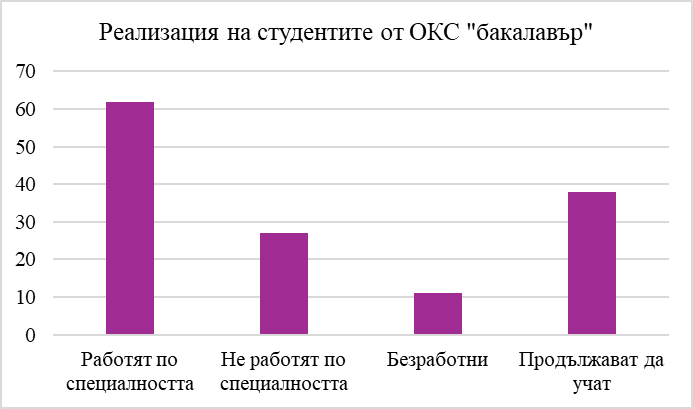 Реализация на студентите от ОКС "бакалавър"
70
60
50
40
30
20
10
0
Работят по
специалността
Не работят по
специалността
Безработни
Продължават да
учат